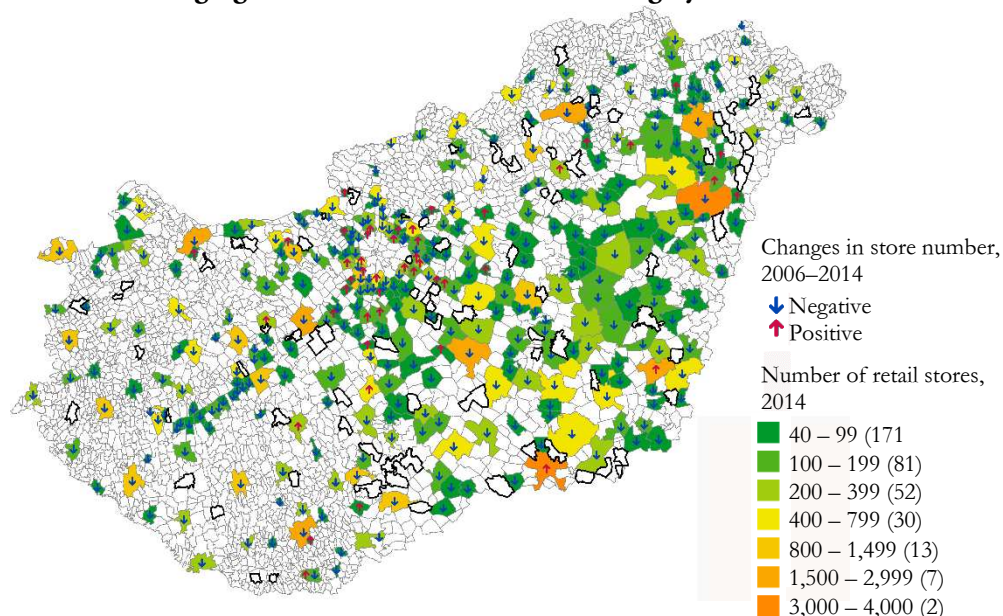 Changes in store number,
2006–2014
Negative
Positive
Number of retail stores,
2014
40 – 99 (171
100 – 199 (81)
200 – 399 (52)
400 – 799 (30)
800 – 1,499 (13)
1,500 – 2,999 (7)
3,000 – 4,000 (2)